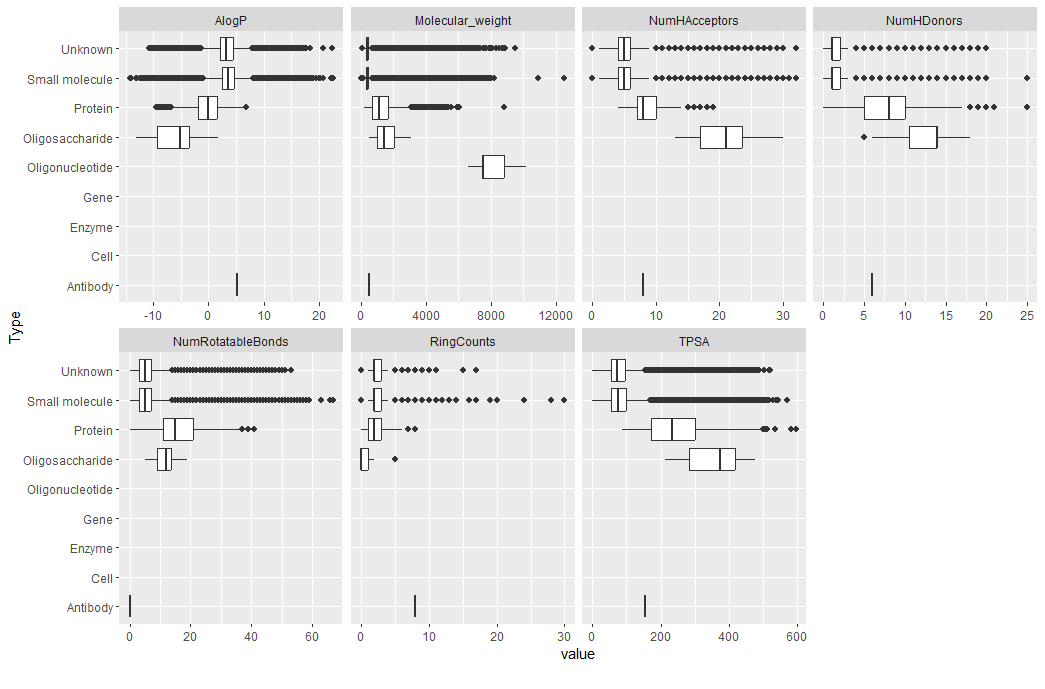 AlogP Molecular_weight NumHAcceptors NumHDonors
Unknown
Small molecule
Protein
Oligosaccharide
Oligonucleotide
Gene
Enzyme
Cell
Antibody
-10 0 10 20 0 4000 8000 12000 0 10 20 30 0 5 10 15 20 25
Type
NumRotatableBonds RingCounts TPSA
Unknown
Small molecule
Protein
Oligosaccharide
Oligonucleotide
Gene
Enzyme
Cell
Antibody
0 20 40 60 0 10 20 30 0 200 400 600
value